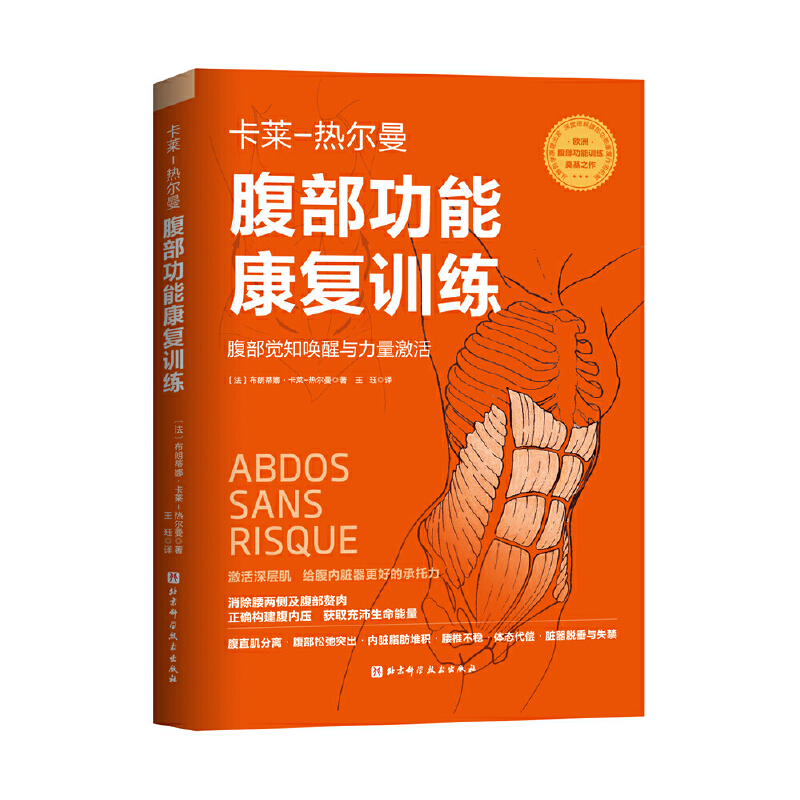 卡莱-热尔曼
腹部功能
康复训练
腹部觉知唤醒与力量激活
[法]布朗蒂娜·卡莱-热尔曼 著 王珏 译
欧洲
腹部功能训练
奠基之作
ABDOS
SANS
RISQUE
激活深层肌 给腹内脏器更好的承托力
消除腰两侧及腹部赘肉
正确构建腹内压 获取充沛生命能量
腹直肌分离·腹部松弛突出·内脏脂肪堆积·腰椎不稳·体态代偿·脏器脱垂与失禁
北京科学技术出版社
卡莱-热尔曼
腹部功能康复训练
[法]布朗蒂娜·卡莱-热尔曼 著
王珏 译
北京科学技术出版社